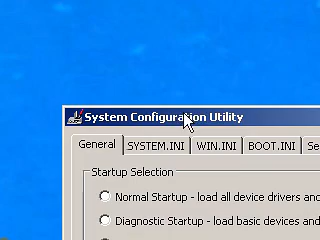 System Configuration Utility
General SYSTEM.INI WIN.INI BOOT.INI Se
Startup Selection
Normal Startup - load all device drivers and
Diagnostic Startup - load basic devices and